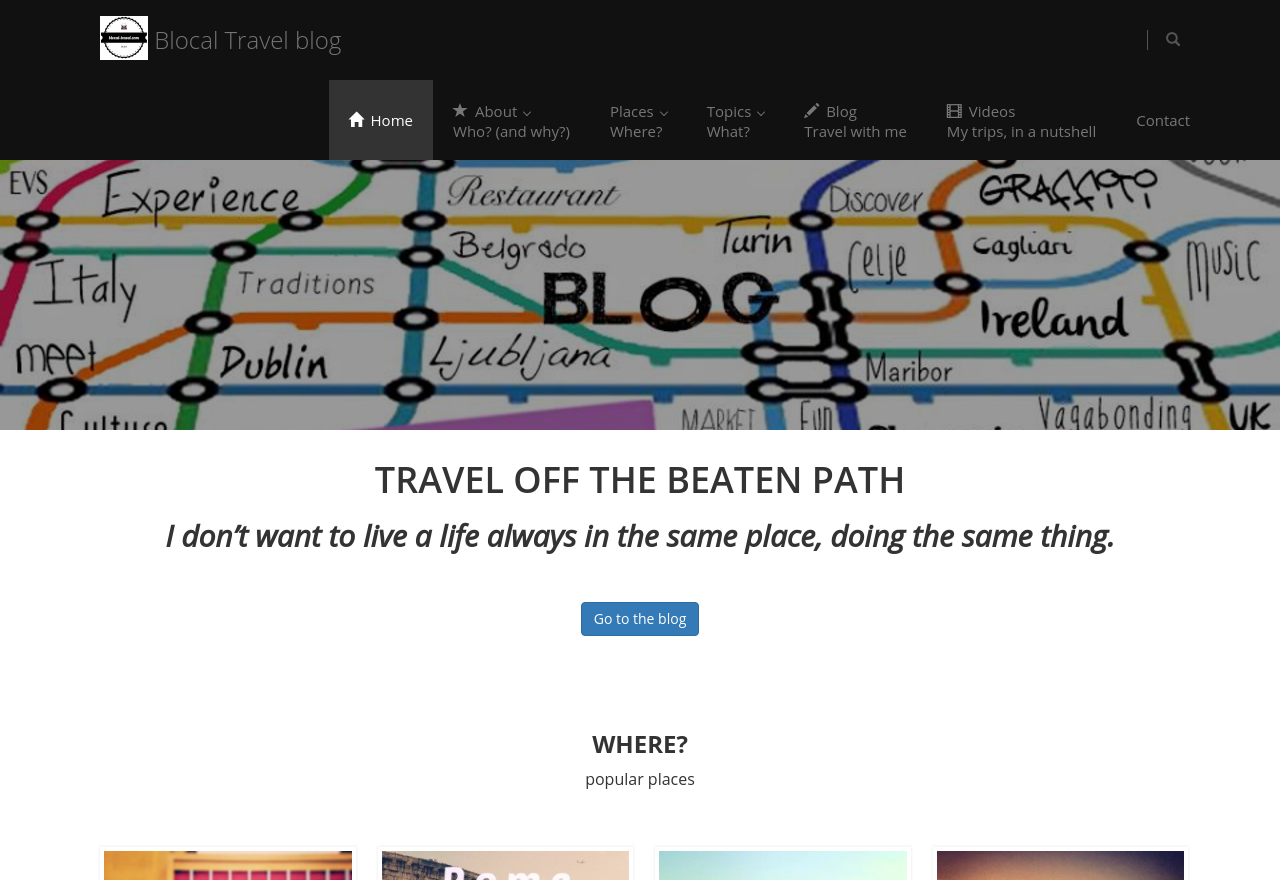 Blocal Travel blog
Home
About
Who? (and why?)
Places
Where?
Topics
What?
Blog
Travel with me
Videos
My trips, in a nutshell
Contact
EVS
Experience
Restaurant
Discover
GRAFFITO
Italy
Traditions
Belgrado
Turin
Celje
Cagliari
MUSIC
BLOG
Ireland
meet
Dublin
Ljubljana
Maribor
Culture
MARKET
Fun
Vagabonding
UK
TRAVEL OFF THE BEATEN PATH
I don’t want to live a life always in the same place, doing the same thing.
Go to the blog
WHERE?
popular places
Rome